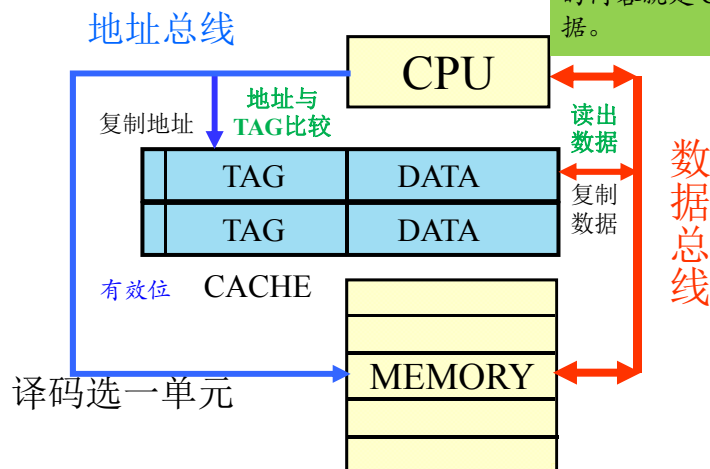 据。
地址总线
CPU
地址与
TAG比较
复制地址
读出
数据
TAG
DATA
复制
数据
TAG
DATA
数据总线
有效位
CACHE
MEMORY
译码选一单元